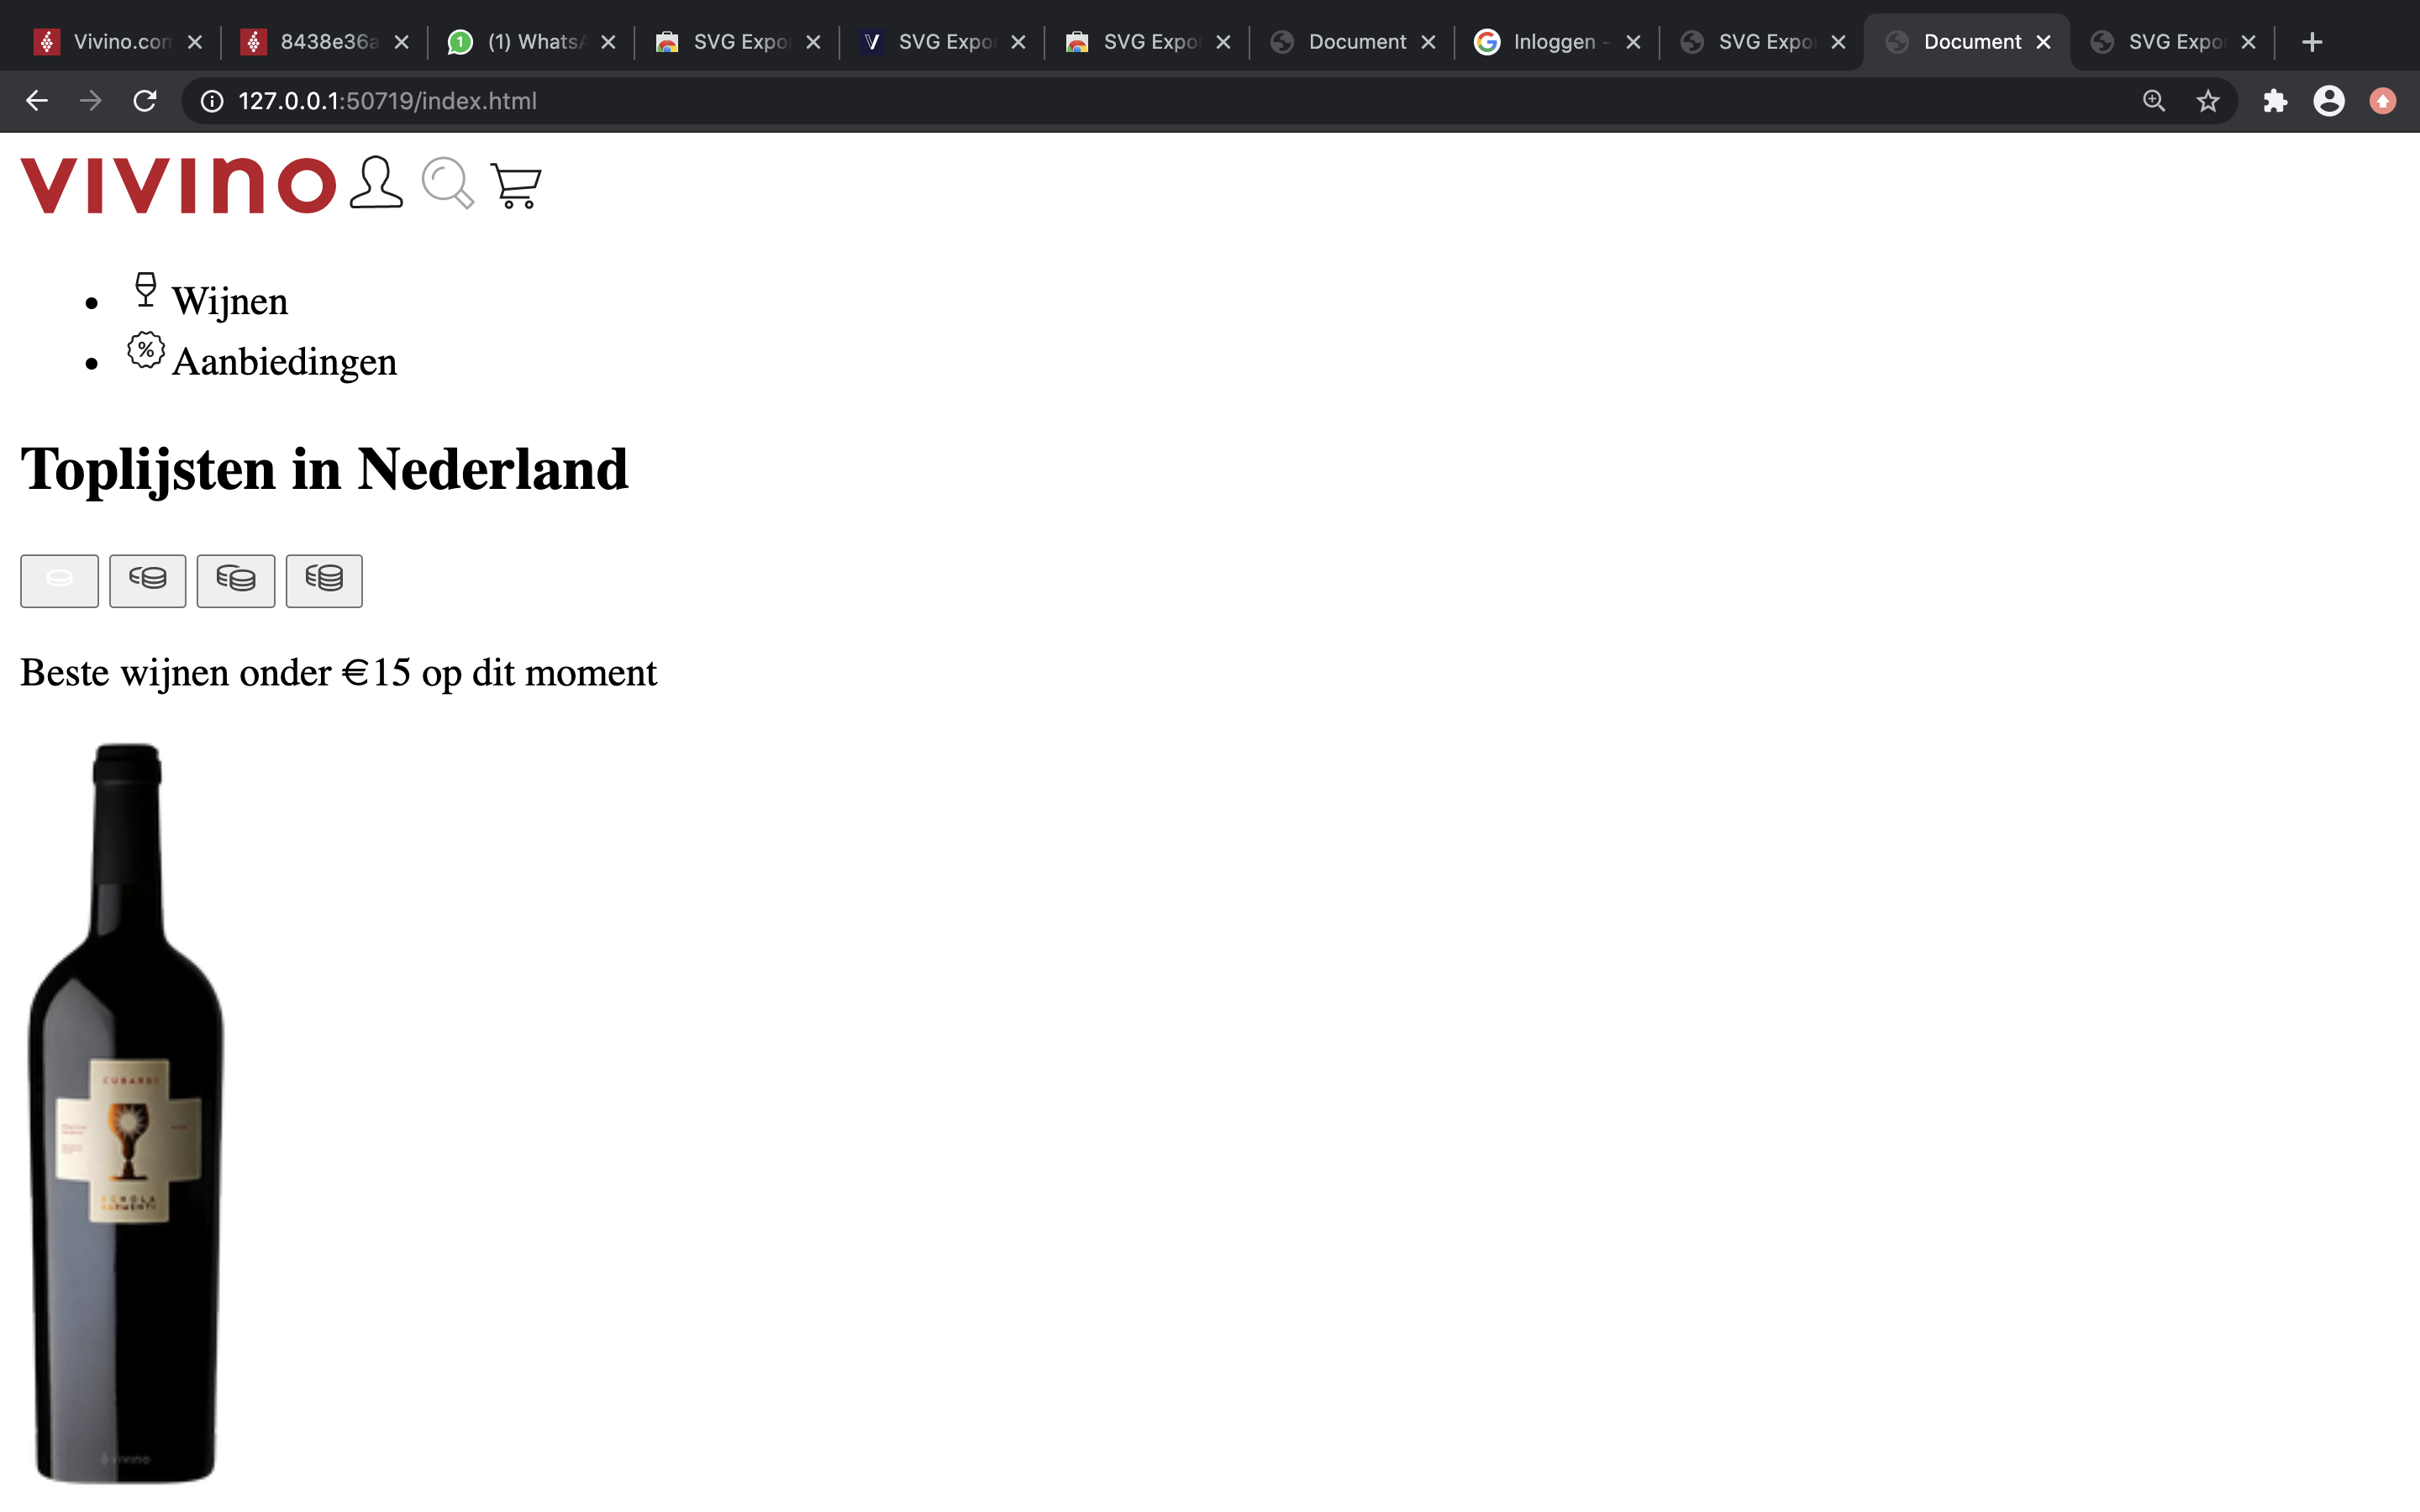 Vivino.com
8438e36a
1
(1) Whats
SVG Expo
V
SVG Expo
SVG Expo
Document
Inloggen -
SVG Expo
Document
SVG Expo
127.0.0.1:50719/index.html
vivino
Wijnen
%
Aanbiedingen
Toplijsten in Nederland
Beste wijnen onder €15 op dit moment
SCHOLA
SARMENTI
vivino